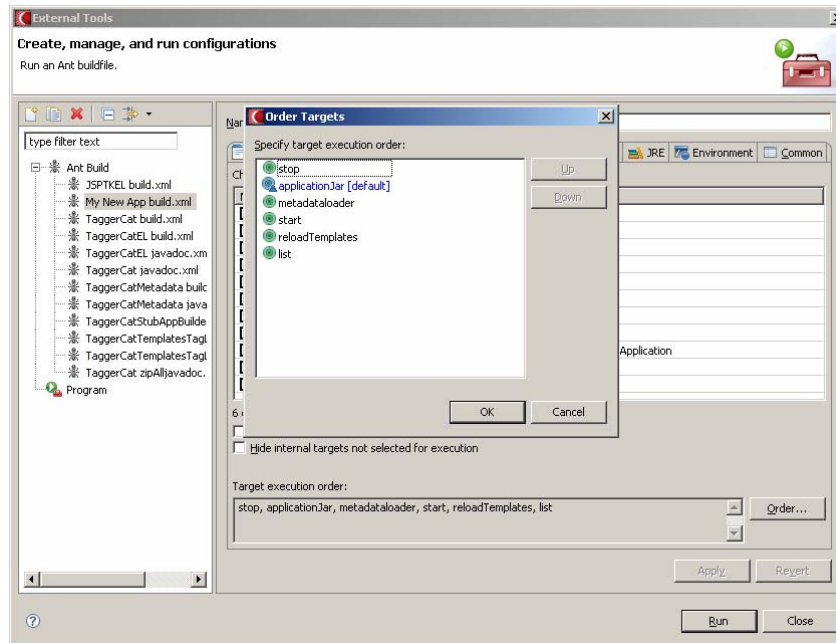 External Tools
Create, manage, and run configurations
Run an Ant buildfile.
type filter text
Ant Build
JSPTKEL build.xml
My New App build.xml
TaggerCat build.xml
TaggerCatEL build.xml
TaggerCatEL javadoc.xm
TaggerCat javadoc.xml
TaggerCatMetadata builc
TaggerCatMetadata java
TaggerCatStubAppBuilde
TaggerCatTemplatesTagL
TaggerCatTemplatesTagL
TaggerCat zipAlljavadoc.
Program
Nar
JRE Environment Common
Order Targets
Specify target execution order:
stop
applicationJar [default]
metadataloader
start
reloadTemplates
list
Up
Down
OK Cancel
Application
Hide internal targets not selected for execution
Target execution order:
stop, applicationJar, metadataloader, start, reloadTemplates, list
Order...
Apply Revert
Run Close